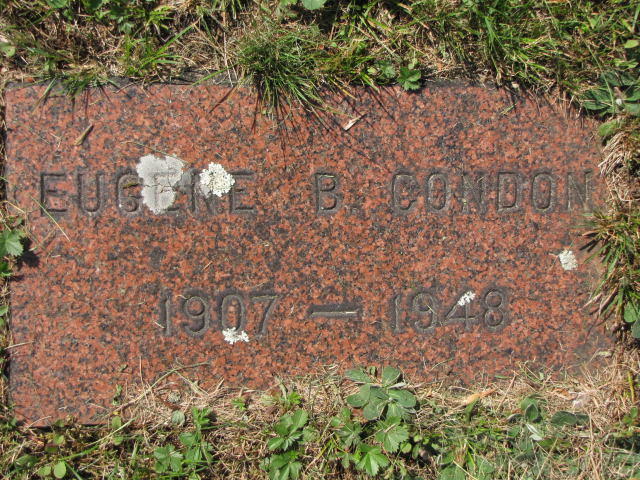 EUGENE B. CONDON
1907 — 1948